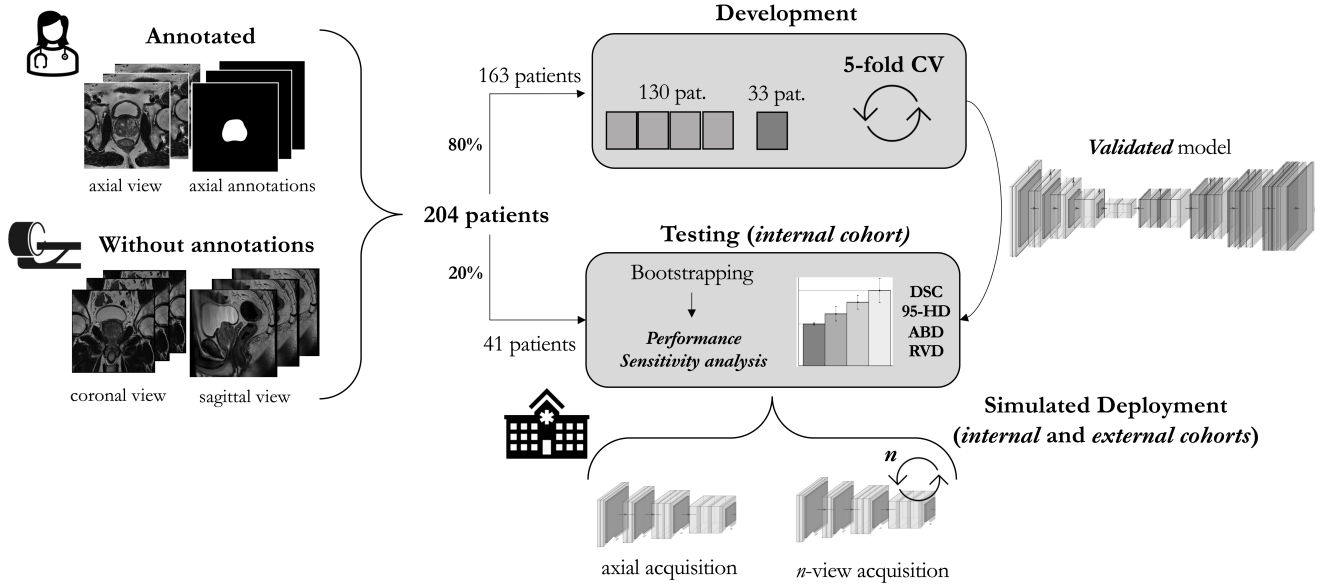 Annotated
axial view
axial annotations
Without annotations
coronal view
sagittal view
204 patients
80%
163 patients
20%
41 patients
Development
130 pat.
33 pat.
5-fold CV
Validated model
Testing (internal cohort)
Bootstrapping
Performance
Sensitivity analysis
DSC
95-HD
ABD
RVD
Simulated Deployment
(internal and external cohorts)
n
axial acquisition
n-view acquisition